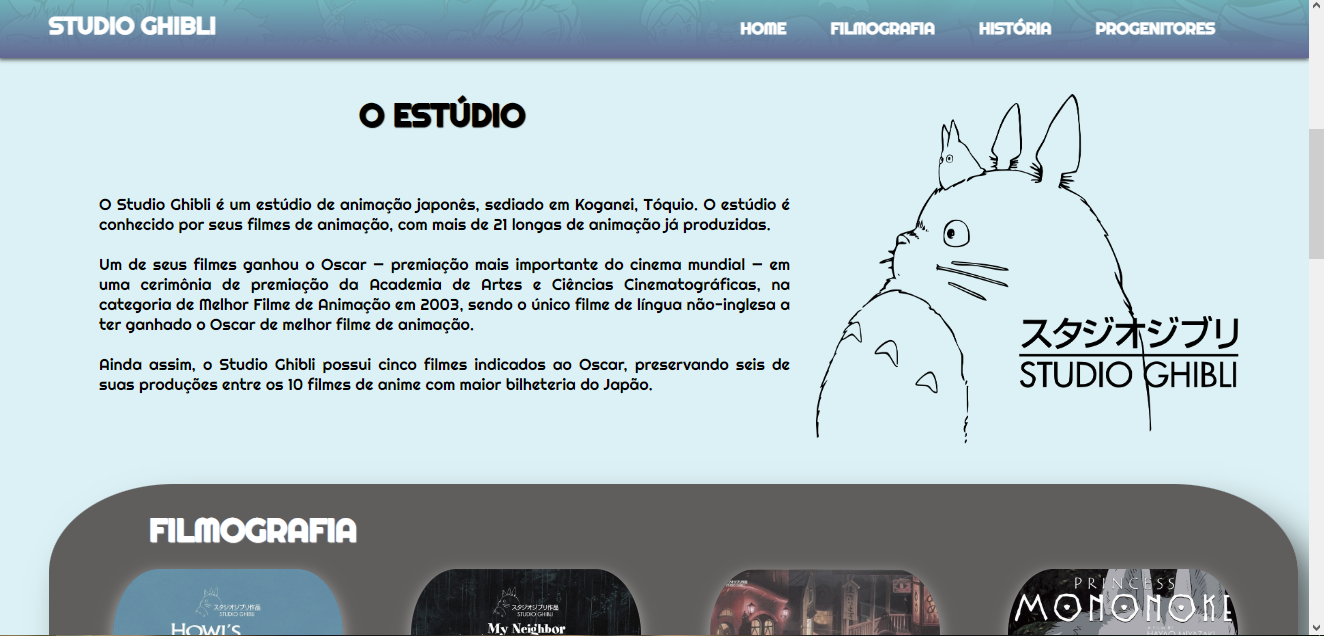 STUDIO GHIBLI
HOME FILMOGRAFIA HISTÓRIA PROGENITORES
O ESTÚDIO
O Studio Ghibli é um estúdio de animação japonês, sediado em Koganei, Tóquio. O estúdio é
conhecido por seus filmes de animação, com mais de 21 longas de animação já produzidas.
Um de seus filmes ganhou o Oscar – premiação mais importante do cinema mundial – em
uma cerimônia de premiação da Academia de Artes e Ciências Cinematográficas, na
categoria de Melhor Filme de Animação em 2003, sendo o único filme de língua não-inglesa a
ter ganhado o Oscar de melhor filme de animação.
Ainda assim, o Studio Ghibli possui cinco filmes indicados ao Oscar, preservando seis de
suas produções entre os 10 filmes de anime com maior bilheteria do Japão.
スタジオジブリ
STUDIO GHIBLI
FILMOGRAFIA
スタジオジブリ作品
STUDIO GHIBLI
HOWL'S
スタジオジブリ作品
STUDIO GHIBLI
My Neighbor
PRINCESS
MONONOKE